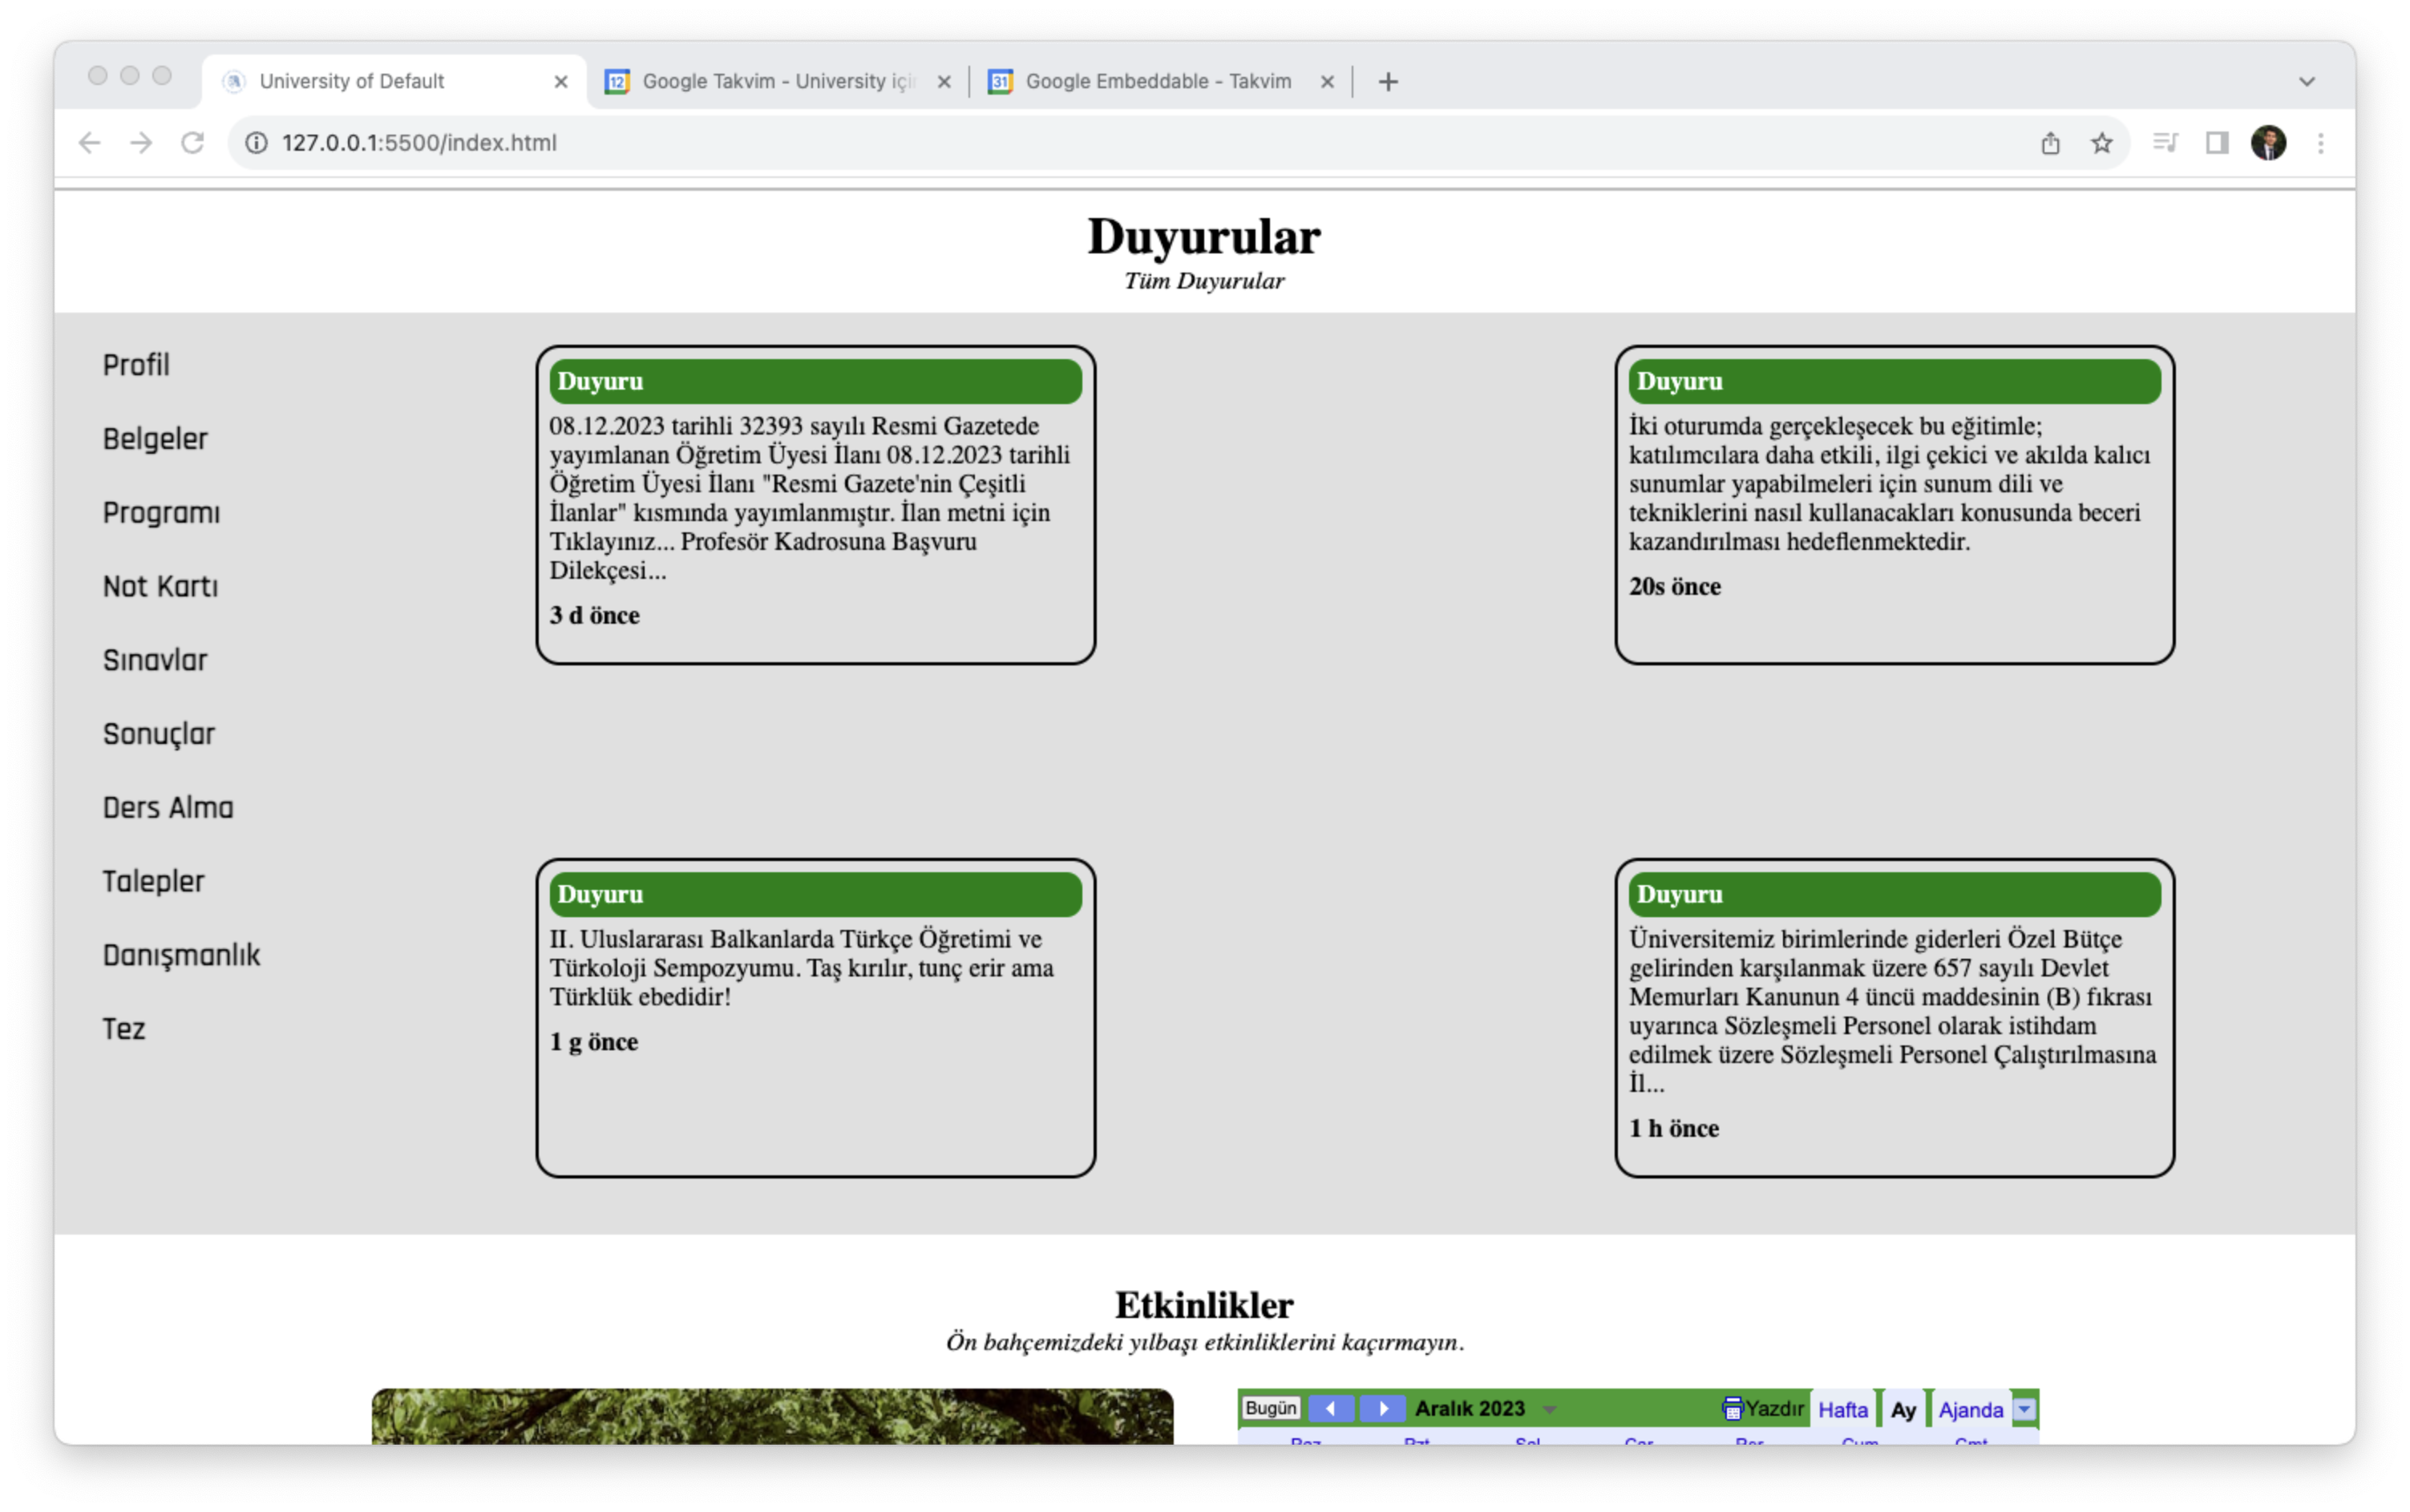 University of Default
Google Takvim - University için
Google Embeddable - Takvim
127.0.0.1:5500/index.html
Duyurular
Tüm Duyurular
Profil
Belgeler
Programı
Not Kartı
Sınavlar
Sonuçlar
Ders Alma
Talepler
Danışmanlık
Tez
Duyuru
08.12.2023 tarihli 32393 sayılı Resmi Gazetede
yayımlanan Öğretim Üyesi İlanı 08.12.2023 tarihli
Öğretim Üyesi İlanı "Resmi Gazete'nin Çeşitli
İlanlar" kısmında yayımlanmıştır. İlan metni için
Tıklayınız... Profesör Kadrosuna Başvuru
Dilekçesi...
3 d önce
Duyuru
İki oturumda gerçekleşecek bu eğitimle;
katılımcılara daha etkili, ilgi çekici ve akılda kalıcı
sunumlar yapabilmeleri için sunum dili ve
tekniklerini nasıl kullanacakları konusunda beceri
kazandırılması hedeflenmektedir.
20s önce
Duyuru
II. Uluslararası Balkanlarda Türkçe Öğretimi ve
Türkoloji Sempozyumu. Taş kırılır, tunç erir ama
Türklük ebedidir!
1 g önce
Duyuru
Üniversitemiz birimlerinde giderleri Özel Bütçe
gelirinden karşılanmak üzere 657 sayılı Devlet
Memurları Kanunun 4 üncü maddesinin (B) fıkrası
uyarınca Sözleşmeli Personel olarak istihdam
edilmek üzere Sözleşmeli Personel Çalıştırılmasına
İl...
1 h önce
Etkinlikler
Ön bahçemizdeki yılbaşı etkinliklerini kaçırmayın.
Bugün Aralık 2023 Yazdır Hafta Ay Ajanda
Paz Pzt Sal Çar Per Cum Cmt